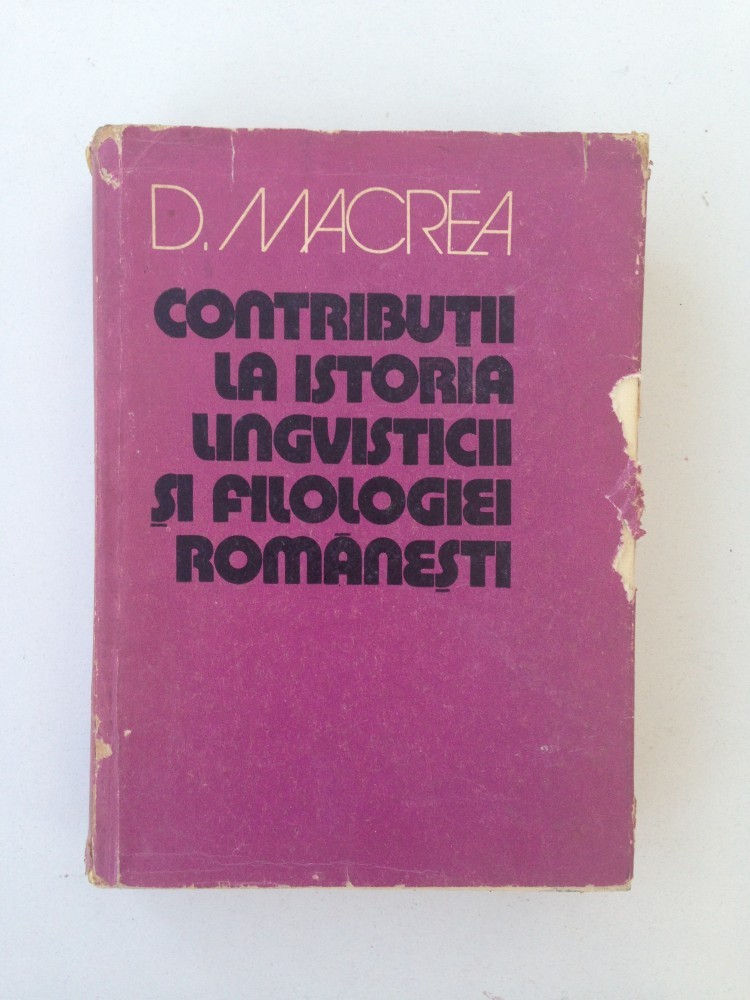 D. MACREA
CONTRIBUȚII
LA ISTORIA
LINGVISTICII
ȘI FILOLOGIEI
ROMÂNEȘTI